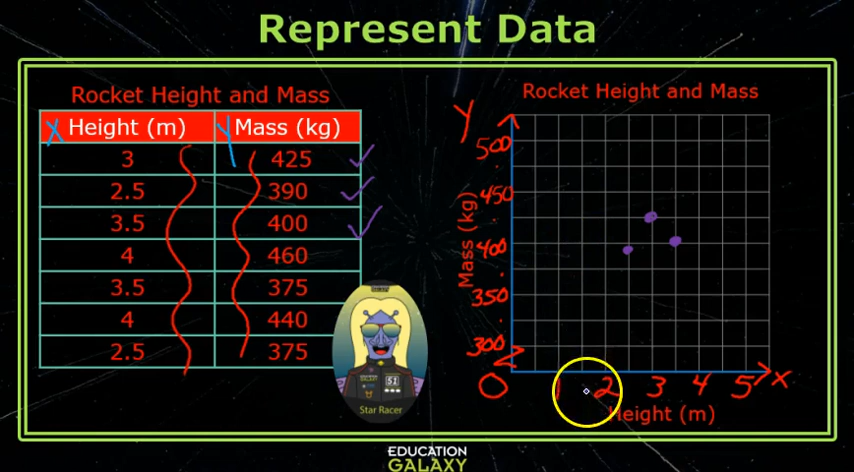 Represent Data
Rocket Height and Mass
X Height (m) Y Mass (kg)
3 425
2.5 390
3.5 400
4 460
3.5 375
4 440
2.5 375
GALAXY
51
Star Racer
Rocket Height and Mass
Y
500
450
400
350
300
Mass (kg)
0 1 2 3 4 5 X
Height (m)
EDUCATION
GALAXY